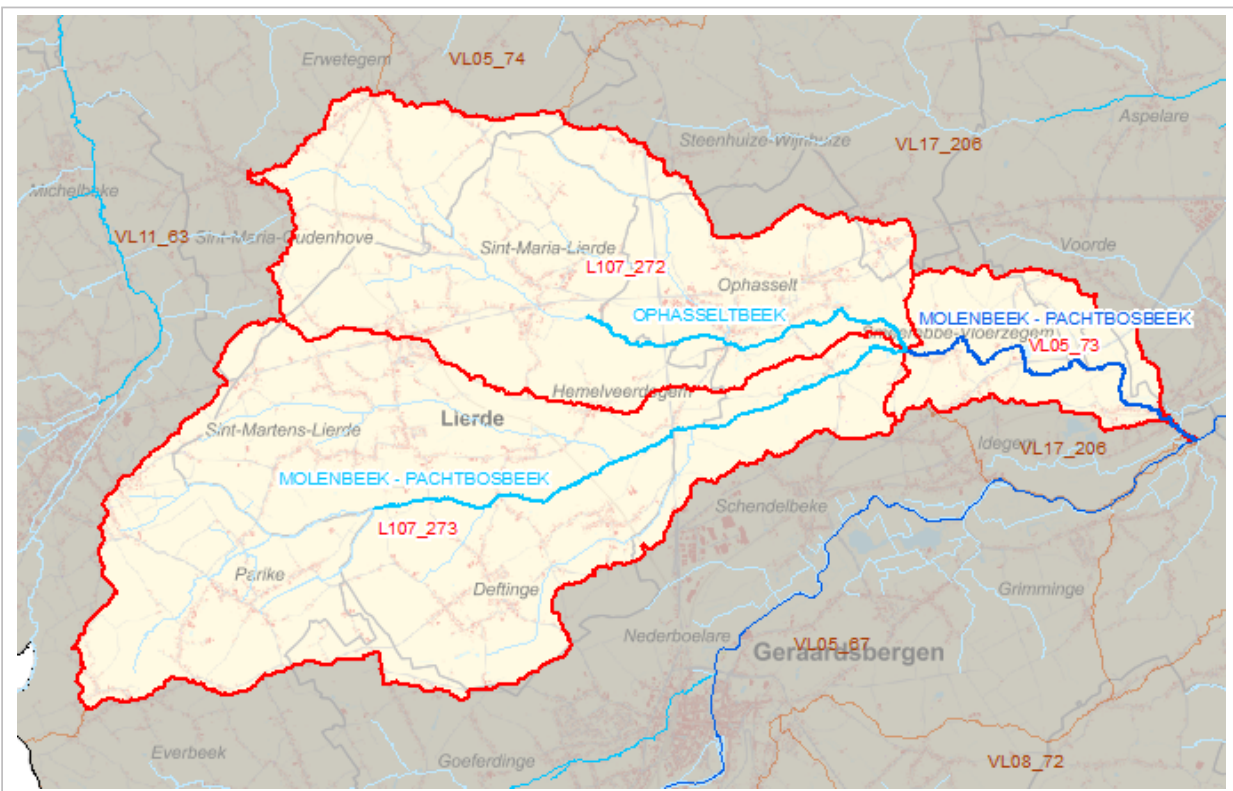 Erwetegem
VL05_74
Aspelare
Steenhuize-Wijnhuize
VL17_206
Michelbeke
VL11_63
Sint-Maria-Oudenhove
Sint-Maria-Lierde
Voorde
L107_272
Ophasselt
OPHASSELTBEEK
MOLENBEEK - PACHTBOSBEEK
Smeerebbe-Vloerzegem
VL05_73
Hemelveerdegem
Lierde
Sint-Martens-Lierde
Idegem
VL17_206
MOLENBEEK - PACHTBOSBEEK
Schendelbeke
L107_273
Parike
Deftinge
Grimminge
Nederboelare
VL05_67
Geraardsbergen
Everbeek
Goeferdinge
VL08_72